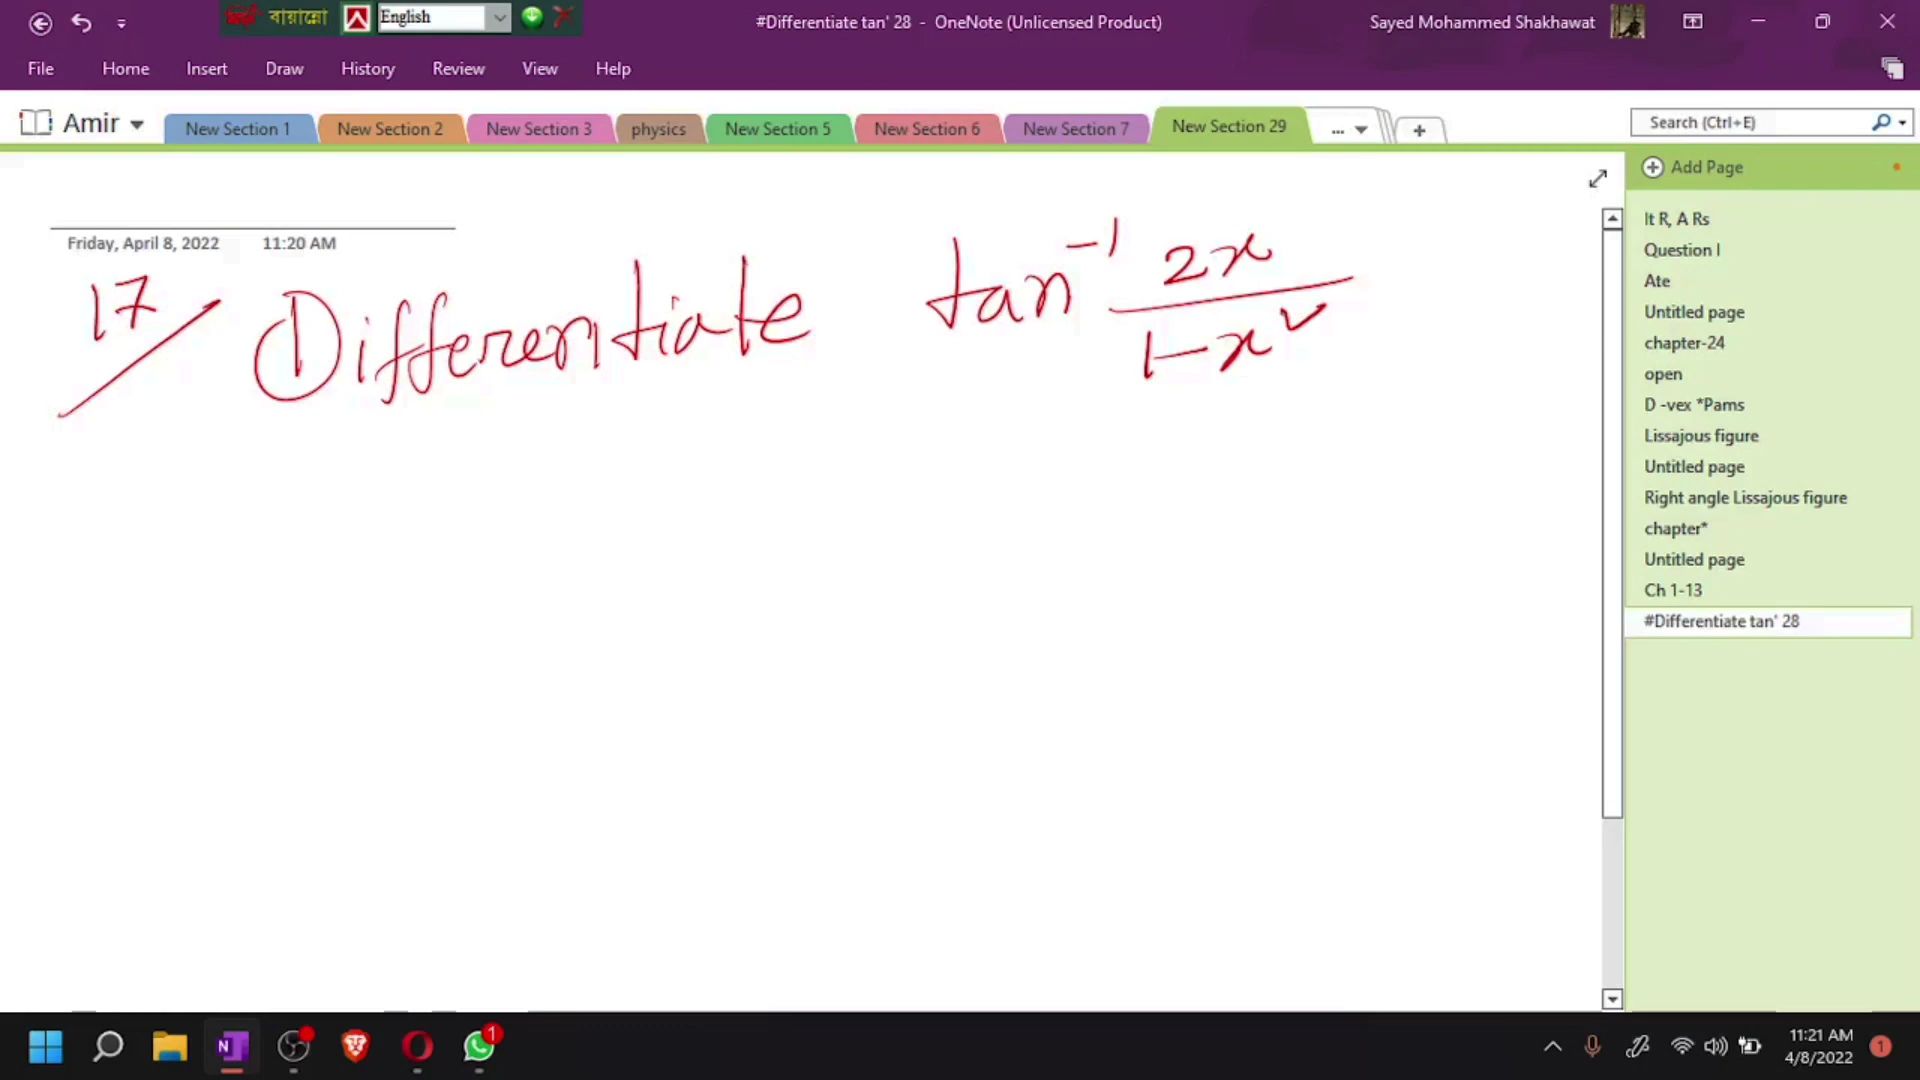 বায়ান্নো English #Differentiate tan' 28 - OneNote (Unlicensed Product) Sayed Mohammed Shakhawat
File Home Insert Draw History Review View Help
Amir New Section 1 New Section 2 New Section 3 physics New Section 5 New Section 6 New Section 7 New Section 29 ... + Search (Ctrl+E)
Add Page
Friday, April 8, 2022 11:20 AM
17 Differentiate tan⁻¹ 2x
1-x²
It R, A Rs
Question I
Ate
Untitled page
chapter-24
open
D -vex *Pams
Lissajous figure
Untitled page
Right angle Lissajous figure
chapter*
Untitled page
Ch 1-13
#Differentiate tan' 28
1
11:21 AM
4/8/2022
1